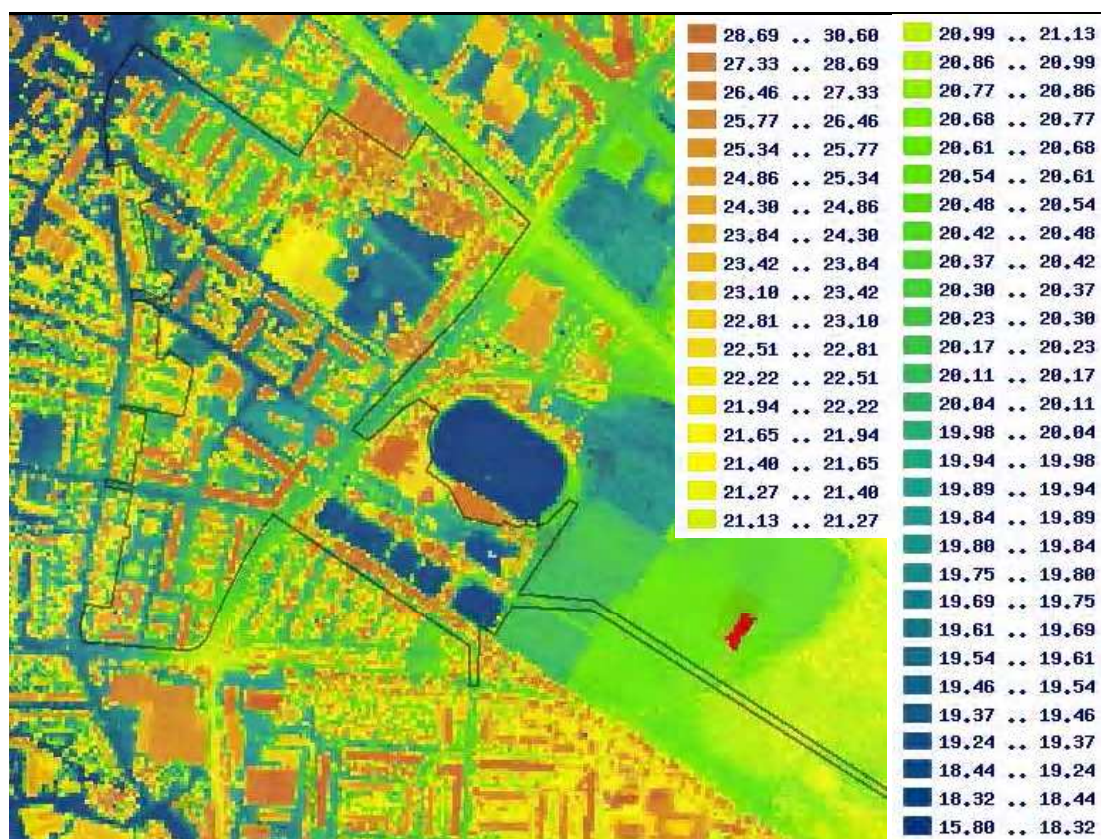 28.69 .. 30.60
27.33 .. 28.69
26.46 .. 27.33
25.77 .. 26.46
25.34 .. 25.77
24.86 .. 25.34
24.30 .. 24.86
23.84 .. 24.30
23.42 .. 23.84
23.10 .. 23.42
22.81 .. 23.10
22.51 .. 22.81
22.22 .. 22.51
21.94 .. 22.22
21.65 .. 21.94
21.40 .. 21.65
21.27 .. 21.40
21.13 .. 21.27
20.99 .. 21.13
20.86 .. 20.99
20.77 .. 20.86
20.68 .. 20.77
20.61 .. 20.68
20.54 .. 20.61
20.48 .. 20.54
20.42 .. 20.48
20.37 .. 20.42
20.30 .. 20.37
20.23 .. 20.30
20.17 .. 20.23
20.11 .. 20.17
20.04 .. 20.11
19.98 .. 20.04
19.94 .. 19.98
19.89 .. 19.94
19.84 .. 19.89
19.80 .. 19.84
19.75 .. 19.80
19.69 .. 19.75
19.61 .. 19.69
19.54 .. 19.61
19.46 .. 19.54
19.37 .. 19.46
19.24 .. 19.37
18.44 .. 19.24
18.32 .. 18.44
15.80 .. 18.32